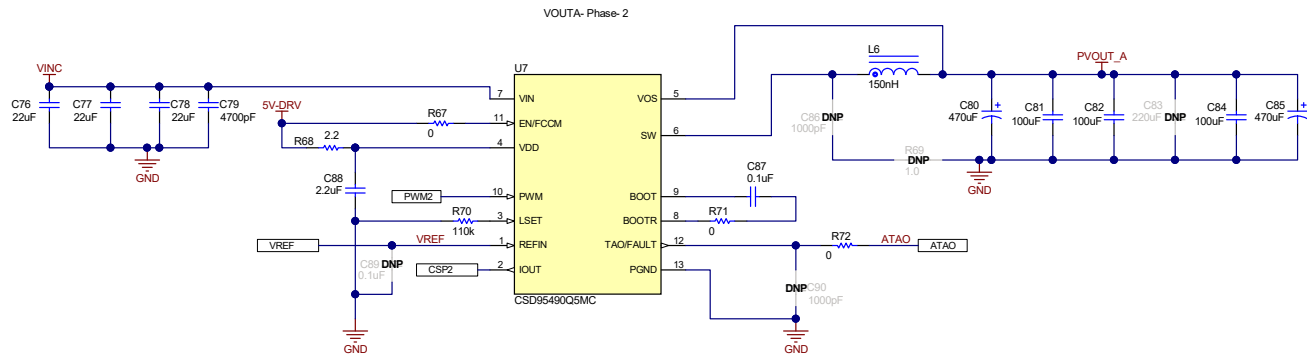 VOUTA- Phase- 2
VINC
C76
22uF
C77
22uF
C78
22uF
C79
4700pF
GND
5V-DRV
R67
0
R68
2.2
C88
2.2uF
PWM2
R70
110k
VREF
VREF
C89
DNP
0.1uF
CSP2
GND
U7
7
VIN
11
EN/FCCM
4
VDD
10
PWM
3
LSET
1
REFIN
2
IOUT
VOS
5
SW
6
BOOT
9
BOOTR
8
TAO/FAULT
12
PGND
13
CSD95490Q5MC
L6
150nH
C86
DNP
1000pF
R69
DNP
1.0
C87
0.1uF
R71
0
R72
0
ATAO
ATAO
DNP
C90
1000pF
GND
PVOUT_A
C80
470uF
C81
100uF
C82
100uF
C83
220uF
DNP
C84
100uF
C85
470uF
GND